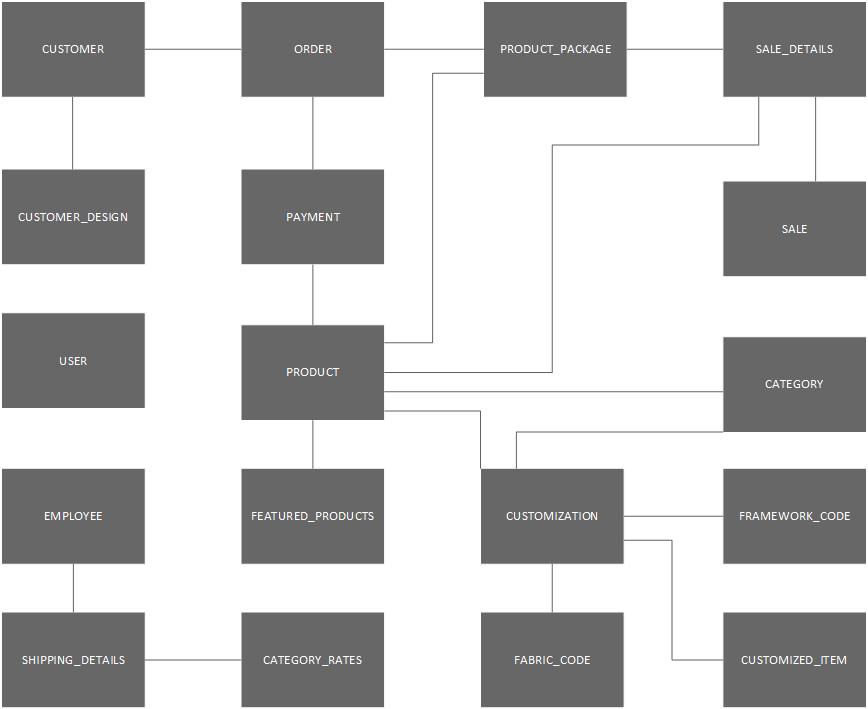 CUSTOMER
ORDER
PRODUCT_PACKAGE
SALE_DETAILS
CUSTOMER_DESIGN
PAYMENT
SALE
USER
PRODUCT
CATEGORY
EMPLOYEE
FEATURED_PRODUCTS
CUSTOMIZATION
FRAMEWORK_CODE
SHIPPING_DETAILS
CATEGORY_RATES
FABRIC_CODE
CUSTOMIZED_ITEM